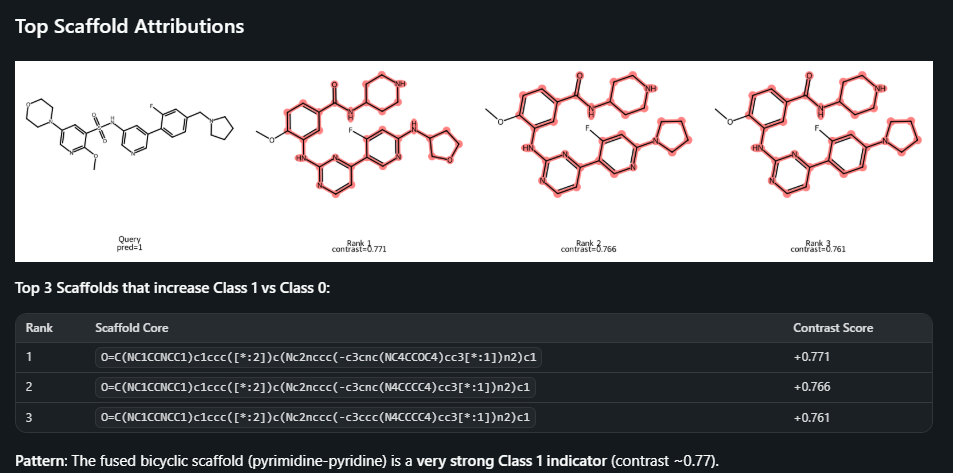 Top Scaffold Attributions
Query
pred=1
Rank 1
contrast=0.771
Rank 2
contrast=0.766
Rank 3
contrast=0.761
Top 3 Scaffolds that increase Class 1 vs Class 0:
Rank Scaffold Core Contrast Score
1 O=C(NC1CCNCC1)c1ccc([*:2])c(Nc2nccc(-c3cnc(NC4CCOC4)cc3[*:1])n2)c1 +0.771
2 O=C(NC1CCNCC1)c1ccc([*:2])c(Nc2nccc(-c3cnc(N4CCCC4)cc3[*:1])n2)c1 +0.766
3 O=C(NC1CCNCC1)c1ccc([*:2])c(Nc2nccc(-c3ccc(N4CCCC4)cc3[*:1])n2)c1 +0.761
Pattern: The fused bicyclic scaffold (pyrimidine-pyridine) is a very strong Class 1 indicator (contrast ~0.77).